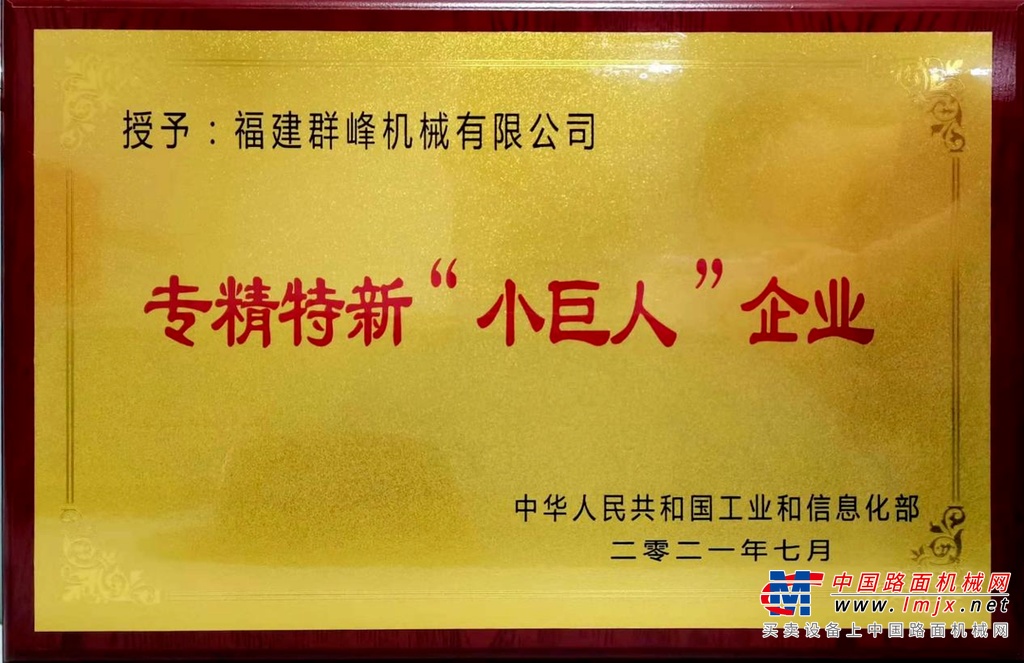 授予：福建群峰机械有限公司
专精特新“小巨人”企业
中华人民共和国工业和信息化部
二零二一年七月
中国路面机械网
www.lmjx.net
买卖设备上中国路面机械网